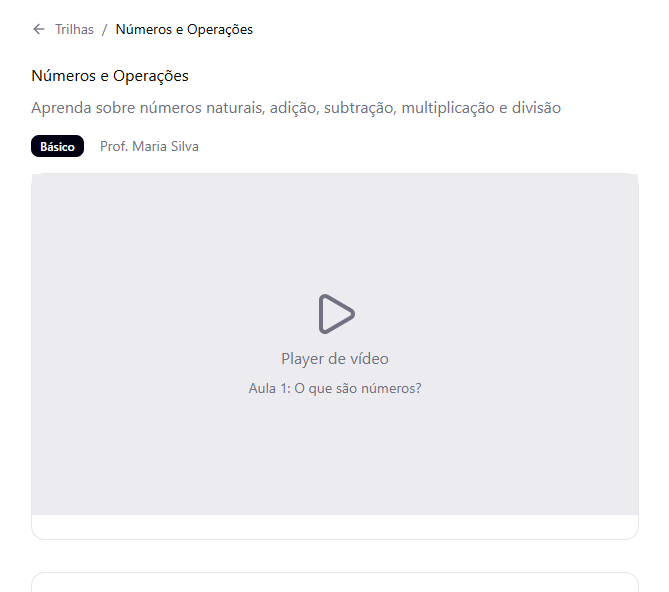 Trilhas / Números e Operações
Números e Operações
Aprenda sobre números naturais, adição, subtração, multiplicação e divisão
Básico Prof. Maria Silva
Player de vídeo
Aula 1: O que são números?